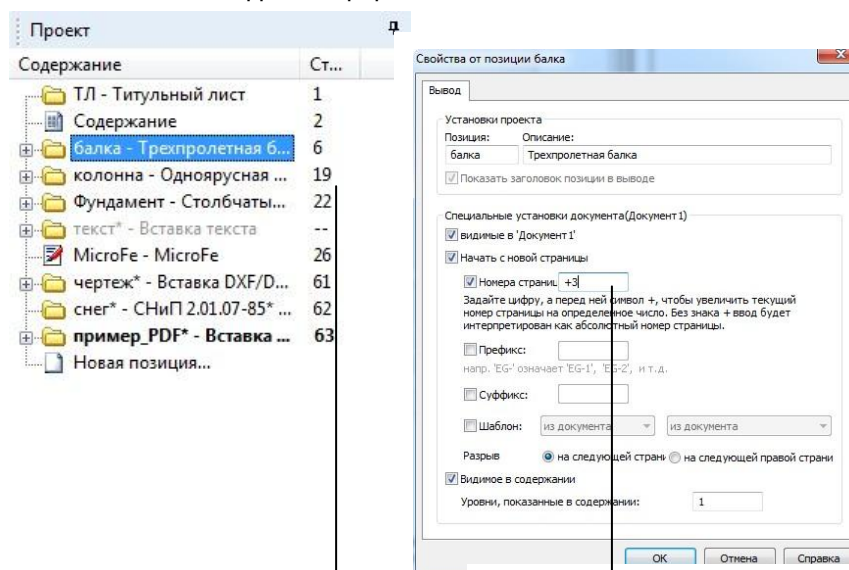 Проект
Содержание Ст...
ТЛ - Титульный лист 1
Содержание 2
балка - Трехпролетная б... 6
колонна - Одноярусная ... 19
Фундамент - Столбчаты... 22
текст* - Вставка текста --
MicroFe - MicroFe 26
чертеж* - Вставка DXF/D... 61
снег* - СНиП 2.01.07-85* ... 62
пример_PDF* - Вставка ... 63
Новая позиция...
Свойства от позиции балка
Вывод
Установки проекта
Позиция: Описание:
балка Трехпролетная балка
Показать заголовок позиции в выводе
Специальные установки документа(Документ1)
видимые в 'Документ1'
Начать с новой страницы
Номера страниц +3
Задайте цифру, а перед ней символ +, чтобы увеличить текущий
номер страницы на определенное число. Без знака + ввод будет
интерпретирован как абсолютный номер страницы.
Префикс:
напр. 'EG-' означает 'EG-1', 'EG-2', и т.д.
Суффикс:
Шаблон: из документа из документа
Разрыв на следующей страни на следующей правой страни
Видимое в содержании
Уровни, показанные в содержании: 1
OK Отмена Справка